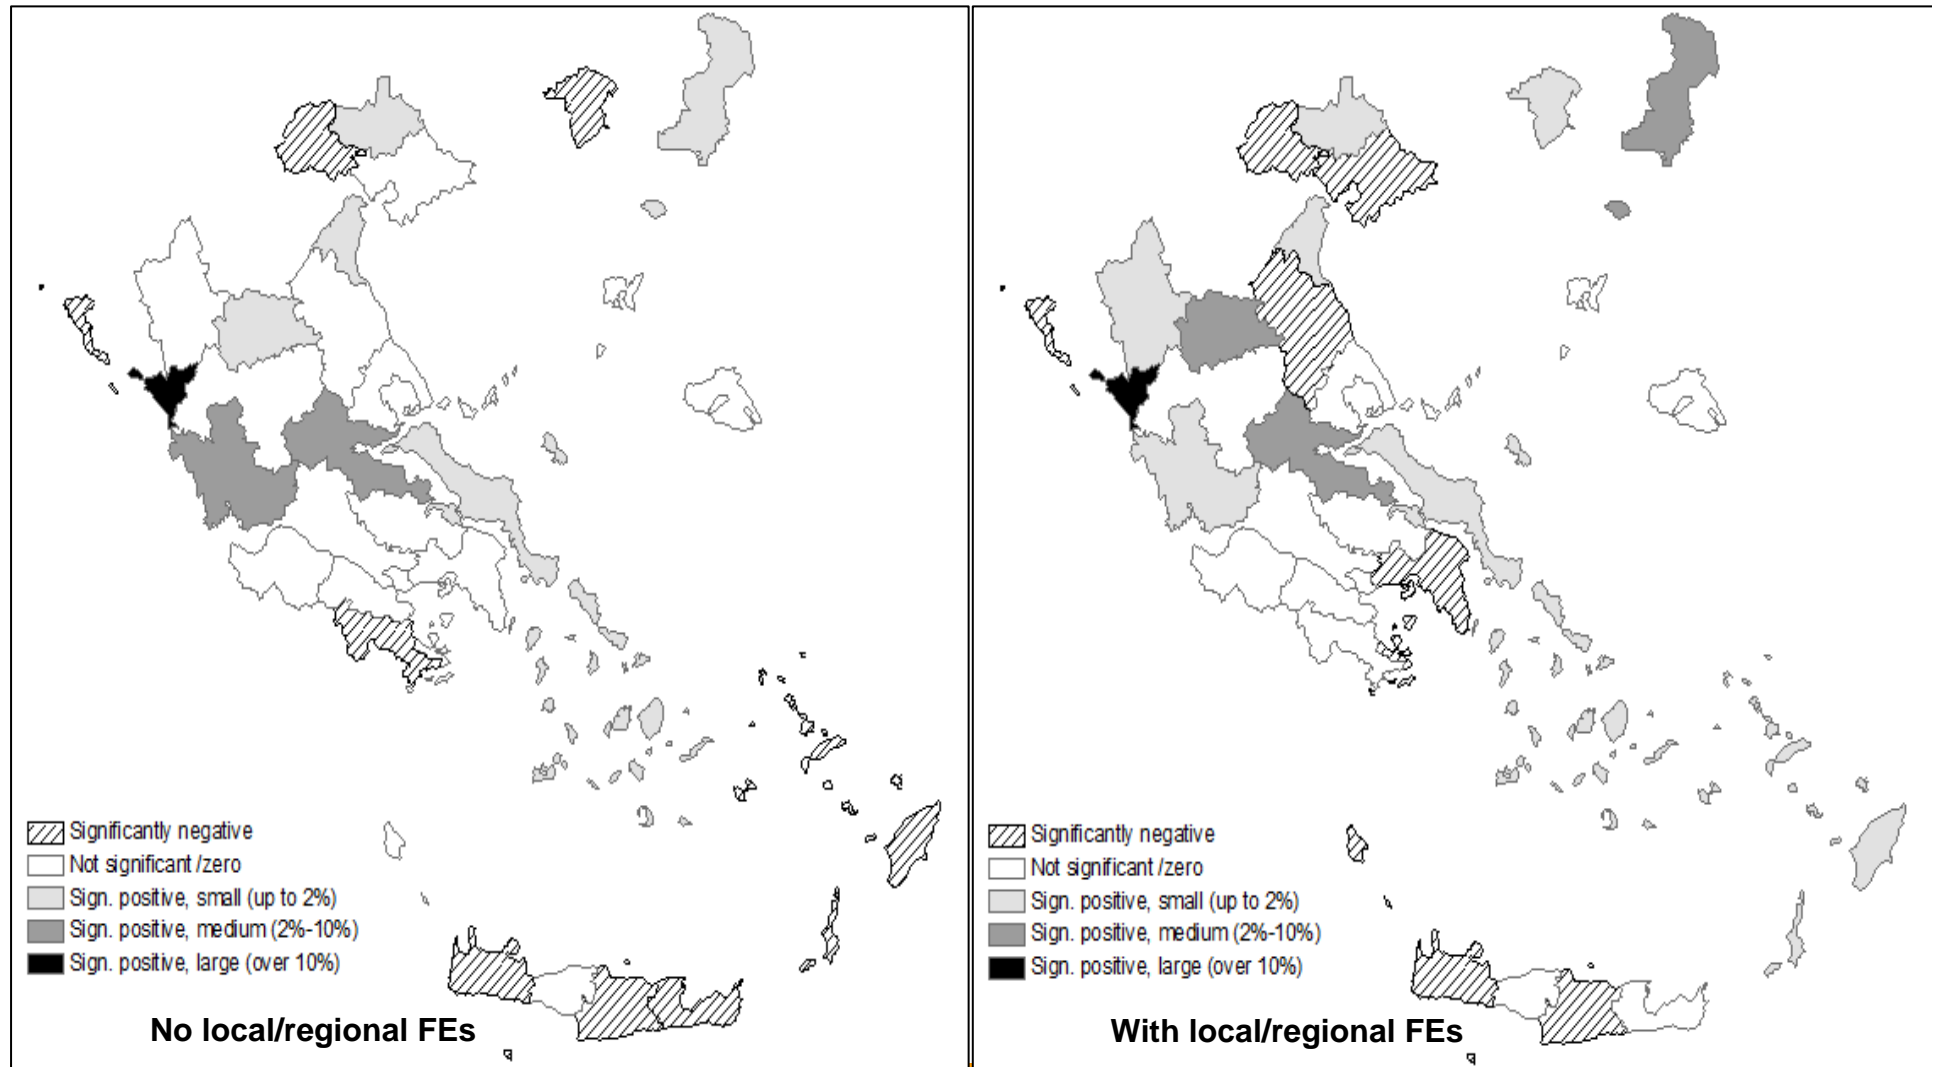 Significantly negative
Not significant /zero
Sign. positive, small (up to 2%)
Sign. positive, medium (2%-10%)
Sign. positive, large (over 10%)
No local/regional FEs
Significantly negative
Not significant /zero
Sign. positive, small (up to 2%)
Sign. positive, medium (2%-10%)
Sign. positive, large (over 10%)
With local/regional FEs